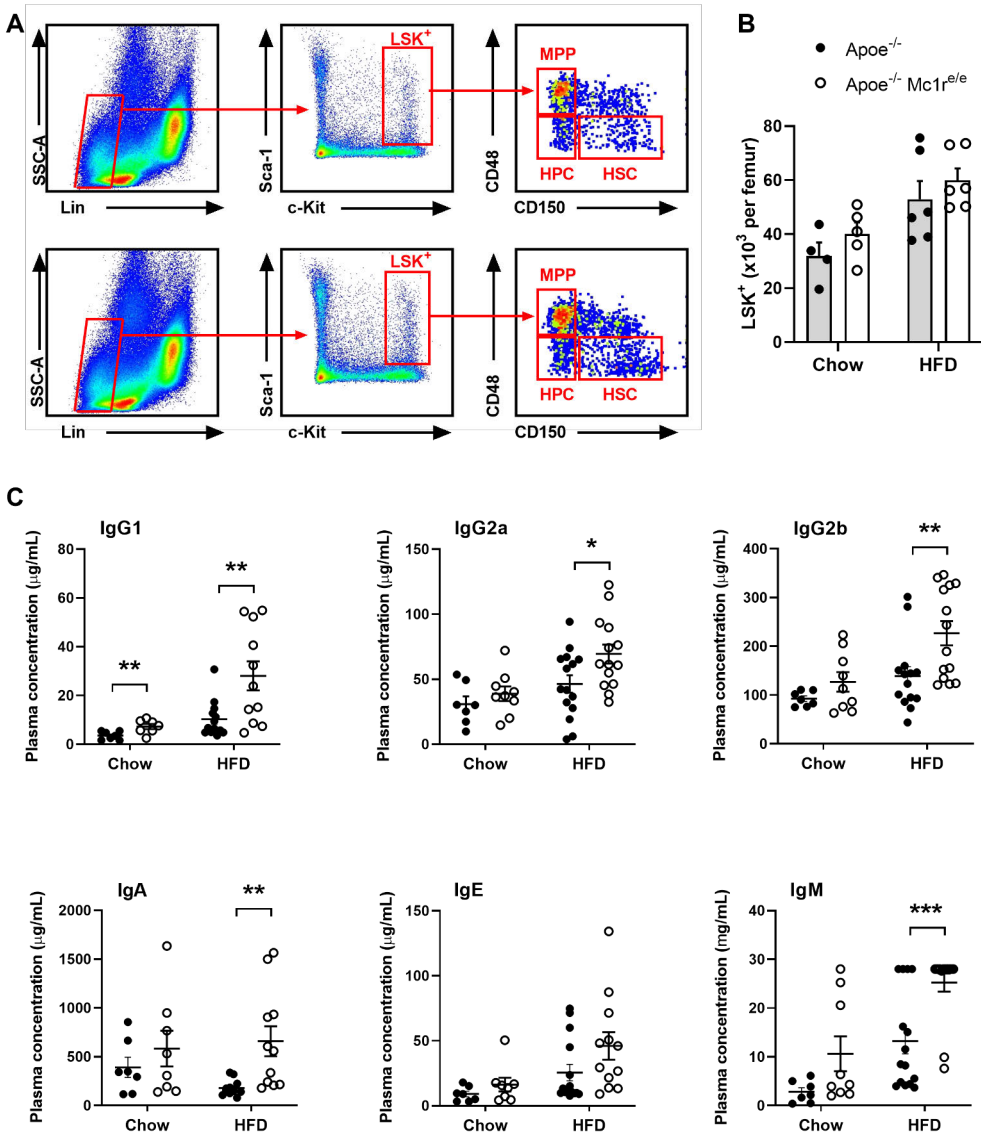 A
SSC-A
Lin
Sca-1
c-Kit
LSK+
CD48
CD150
MPP
HPC
HSC
SSC-A
Lin
Sca-1
c-Kit
LSK+
CD48
CD150
MPP
HPC
HSC
B
Apoe-/-
Apoe-/- Mc1re/e
LSK+ (x10³ per femur)
80
60
40
20
0
Chow
HFD
C
IgG1
Plasma concentration (μg/mL)
80
60
40
20
0
**
**
Chow
HFD
IgG2a
Plasma concentration (μg/mL)
150
100
50
0
*
Chow
HFD
IgG2b
Plasma concentration (μg/mL)
400
300
200
100
0
**
Chow
HFD
IgA
Plasma concentration (μg/mL)
2000
1500
1000
500
0
**
Chow
HFD
IgE
Plasma concentration (μg/mL)
150
100
50
0
Chow
HFD
IgM
Plasma concentration (mg/mL)
40
30
20
10
0
***
Chow
HFD